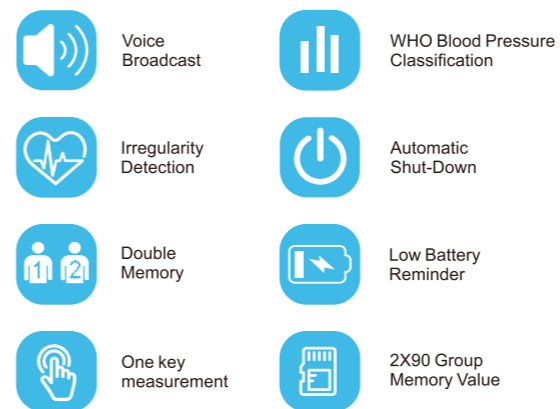 Voice
Broadcast
WHO Blood Pressure
Classification
Irregularity
Detection
Automatic
Shut-Down
1 2
Double
Memory
Low Battery
Reminder
One key
measurement
2X90 Group
Memory Value